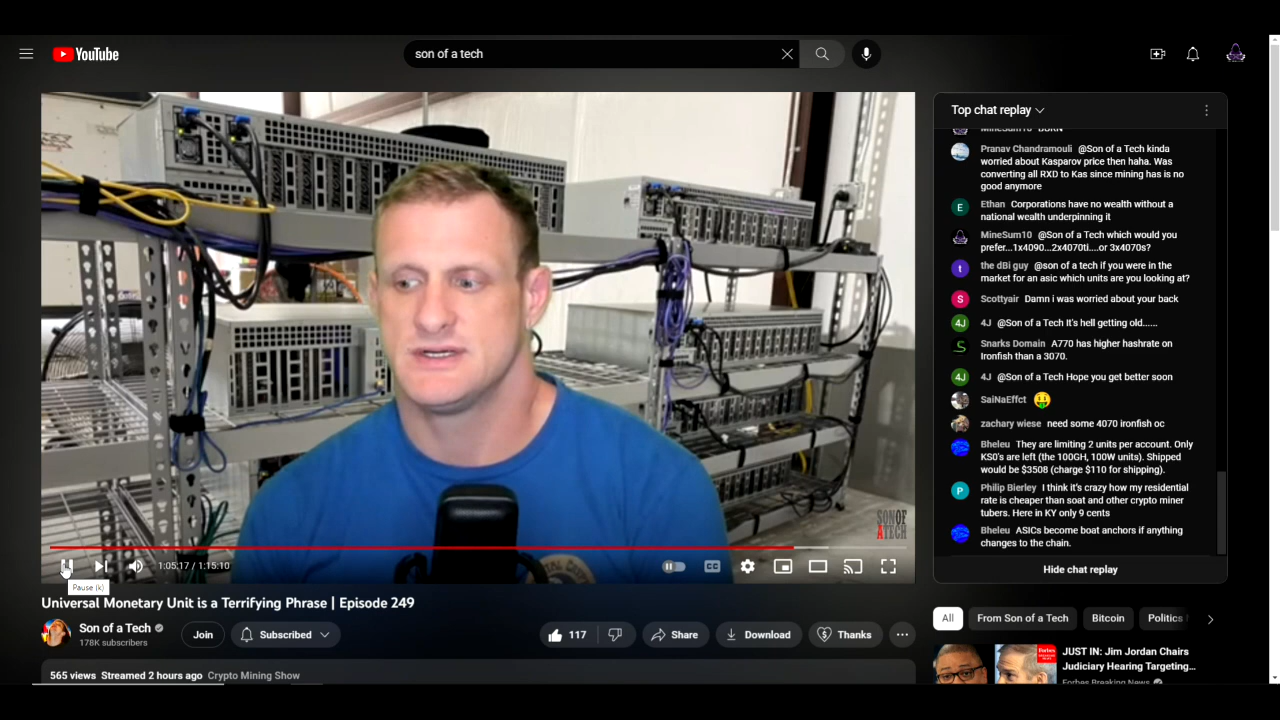 YouTube
son of a tech
Top chat replay
MineSum10 BURN
Pranav Chandramouli @Son of a Tech kinda
worried about Kasparov price then haha. Was
converting all RXD to Kas since mining has is no
good anymore
E
Ethan Corporations have no wealth without a
national wealth underpinning it
MineSum10 @Son of a Tech which would you
prefer...1x4090...2x4070ti....or 3x4070s?
t
the dBi guy @son of a tech if you were in the
market for an asic which units are you looking at?
S
Scottyair Damn i was worried about your back
4J
4J @Son of a Tech It's hell getting old......
Snarks Domain A770 has higher hashrate on
Ironfish than a 3070.
4J
4J @Son of a Tech Hope you get better soon
SaiNaEffct 🤑
zachary wiese need some 4070 ironfish oc
Bheleu They are limiting 2 units per account. Only
KS0's are left (the 100GH, 100W units). Shipped
would be $3508 (charge $110 for shipping).
P
Philip Bierley I think it's crazy how my residential
rate is cheaper than soat and other crypto miner
tubers. Here in KY only 9 cents
Bheleu ASICs become boat anchors if anything
changes to the chain.
Hide chat replay
SON OF
A TECH
1:05:17 / 1:15:10
CC
Pause (k)
Universal Monetary Unit is a Terrifying Phrase | Episode 249
Son of a Tech
178K subscribers
Join
Subscribed
117
Share
Download
Thanks
565 views Streamed 2 hours ago Crypto Mining Show
All
From Son of a Tech
Bitcoin
Politics
Forbes
JUST IN: Jim Jordan Chairs
Judiciary Hearing Targeting...
Forbes Breaking News